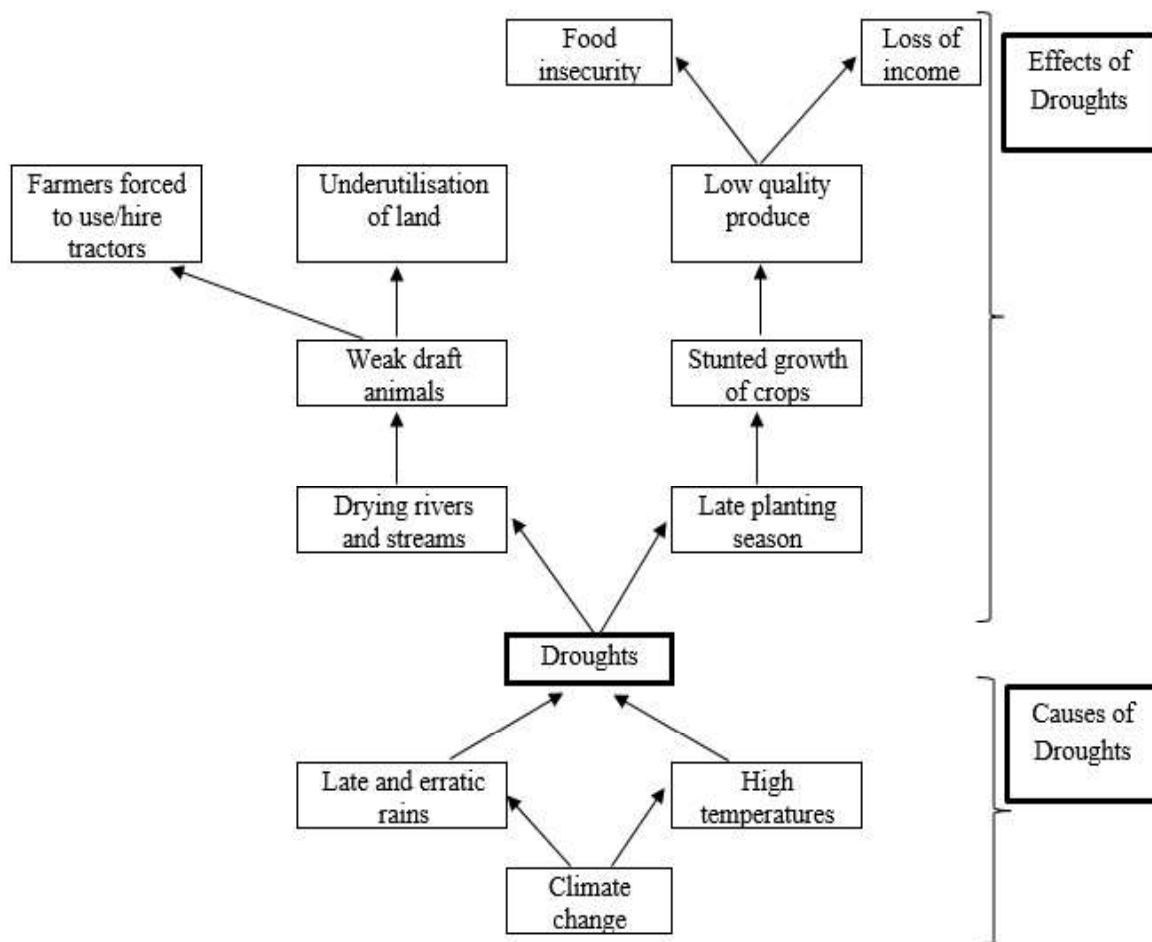 Food
insecurity
Loss of
income
Effects of
Droughts
Farmers forced
to use/hire
tractors
Underutilisation
of land
Low quality
produce
Weak draft
animals
Stunted growth
of crops
Drying rivers
and streams
Late planting
season
Droughts
Causes of
Droughts
Late and erratic
rains
High
temperatures
Climate
change